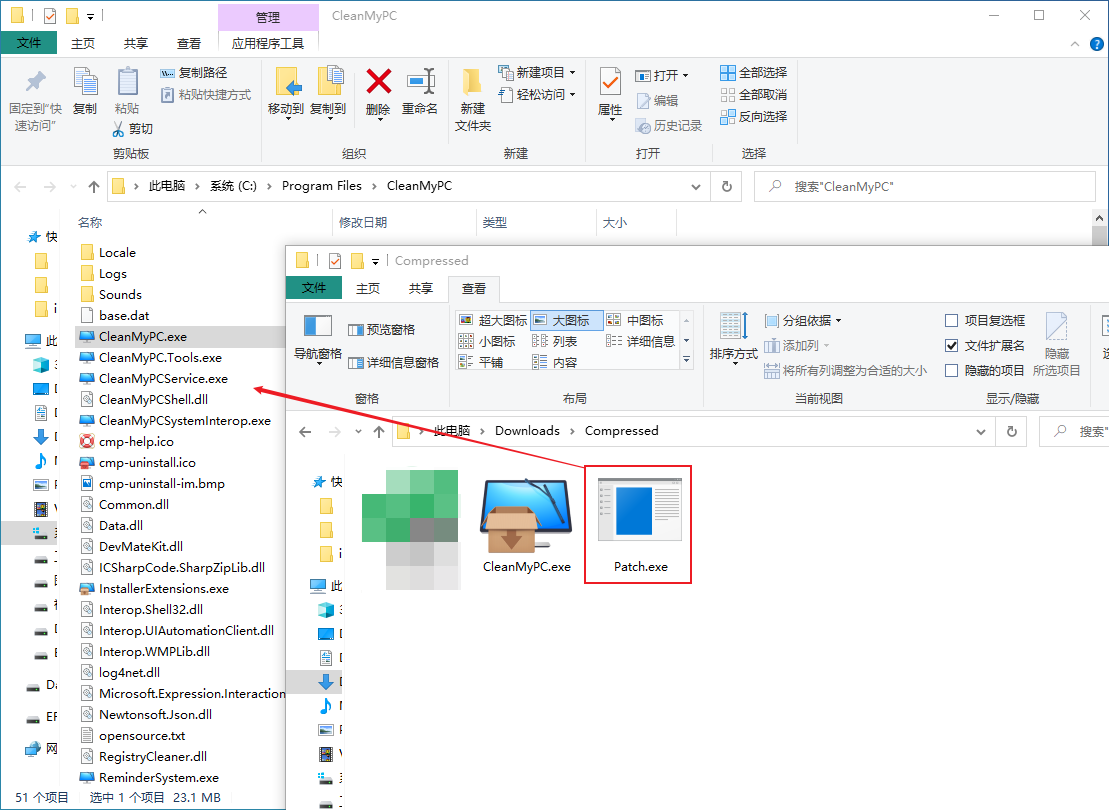 管理
CleanMyPC
文件
主页
共享
查看
应用程序工具
固定到"快速访问"
复制
粘贴
复制路径
粘贴快捷方式
剪切
剪贴板
移动到
复制到
删除
重命名
组织
新建文件夹
新建项目
轻松访问
新建
属性
打开
编辑
历史记录
打开
全部选择
全部取消
反向选择
选择
此电脑
系统 (C:)
Program Files
CleanMyPC
搜索"CleanMyPC"
名称
修改日期
类型
大小
快
此
网
Locale
Logs
Sounds
base.dat
CleanMyPC.exe
CleanMyPC.Tools.exe
CleanMyPCService.exe
CleanMyPCShell.dll
CleanMyPCSystemInterop.exe
cmp-help.ico
cmp-uninstall.ico
cmp-uninstall-im.bmp
Common.dll
Data.dll
DevMateKit.dll
ICSharpCode.SharpZipLib.dll
InstallerExtensions.exe
Interop.Shell32.dll
Interop.UIAutomationClient.dll
Interop.WMPLib.dll
log4net.dll
Microsoft.Expression.Interaction
Newtonsoft.Json.dll
opensource.txt
RegistryCleaner.dll
ReminderSystem.exe
51 个项目
选中 1 个项目
23.1 MB
Compressed
文件
主页
共享
查看
导航窗格
预览窗格
详细信息窗格
窗格
超大图标
大图标
中图标
小图标
列表
详细信息
平铺
内容
布局
排序方式
分组依据
添加列
将所有列调整为合适的大小
当前视图
项目复选框
文件扩展名
隐藏的项目
隐藏所选项目
显示/隐藏
此电脑
Downloads
Compressed
搜索"
快
此
CleanMyPC.exe
Patch.exe